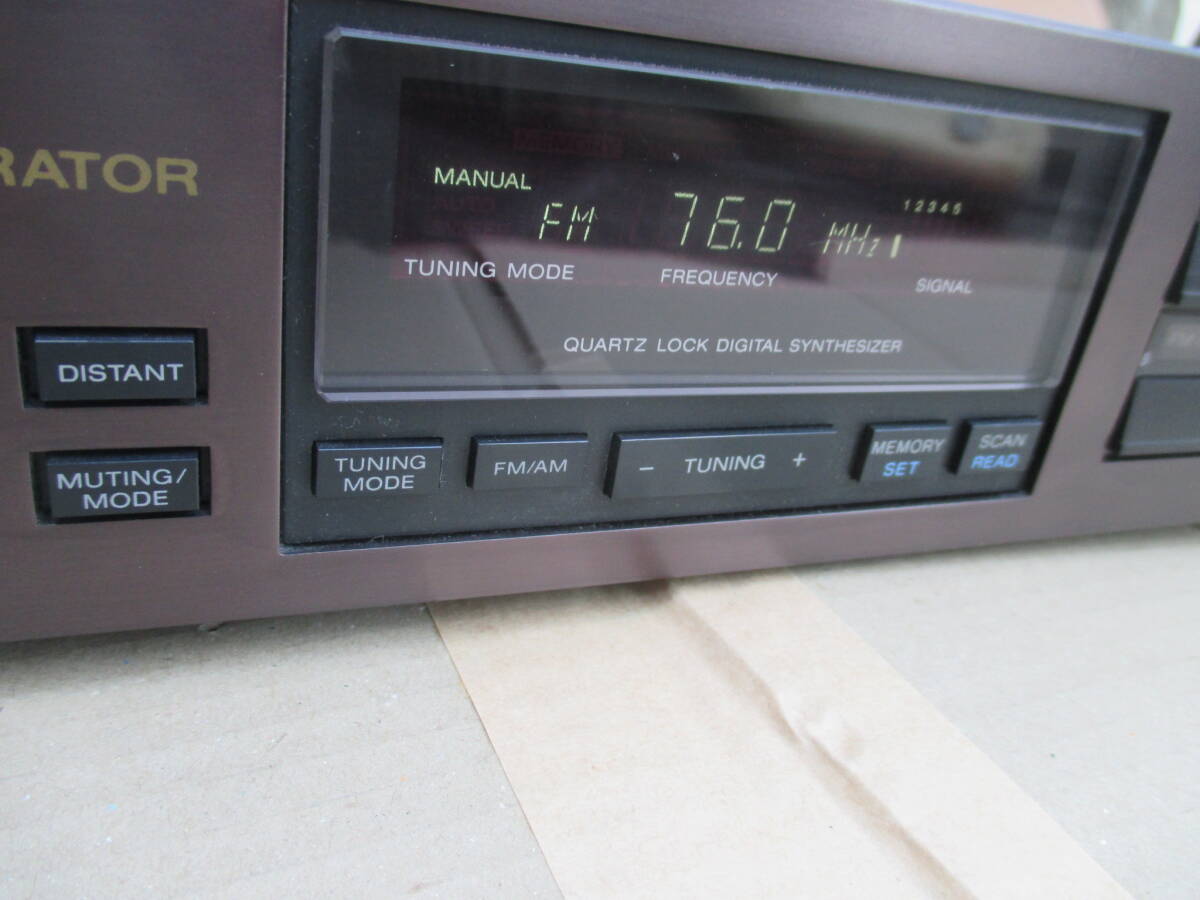 RATOR
MANUAL
12345
FM 76.0 MHz
TUNING MODE FREQUENCY SIGNAL
QUARTZ LOCK DIGITAL SYNTHESIZER
DISTANT
MUTING/
MODE
TUNING
MODE
FM/AM
- TUNING +
MEMORY
SET
SCAN
READ